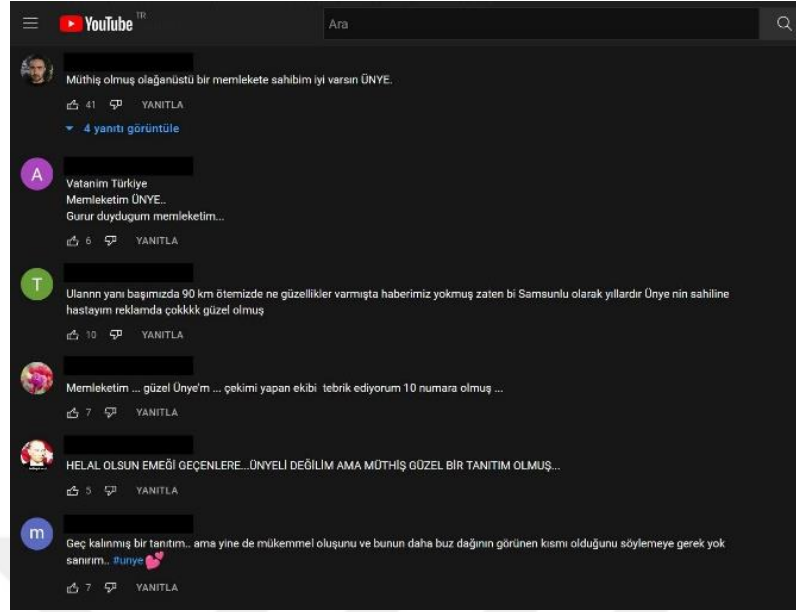 YouTube TR
Ara
Müthiş olmuş olağanüstü bir memlekete sahibim iyi varsın ÜNYE.
41 YANITLA
4 yanıtı görüntüle
A
Vatanim Türkiye
Memleketim ÜNYE..
Gurur duydugum memleketim...
6 YANITLA
T
Ulannn yanı başımızda 90 km ötemizde ne güzellikler varmışta haberimiz yokmuş zaten bi Samsunlu olarak yıllardır Ünye nin sahiline
hastayım reklamda çokkkk güzel olmuş
10 YANITLA
Memleketim ... güzel Ünye'm ... çekimi yapan ekibi tebrik ediyorum 10 numara olmuş ...
7 YANITLA
HELAL OLSUN EMEĞİ GEÇENLERE...ÜNYELİ DEĞİLİM AMA MÜTHİŞ GÜZEL BİR TANITIM OLMUŞ...
5 YANITLA
m
Geç kalınmış bir tanıtım.. ama yine de mükemmel oluşunu ve bunun daha buz dağının görünen kısmı olduğunu söylemeye gerek yok
sanırım.. #unye💕
7 YANITLA